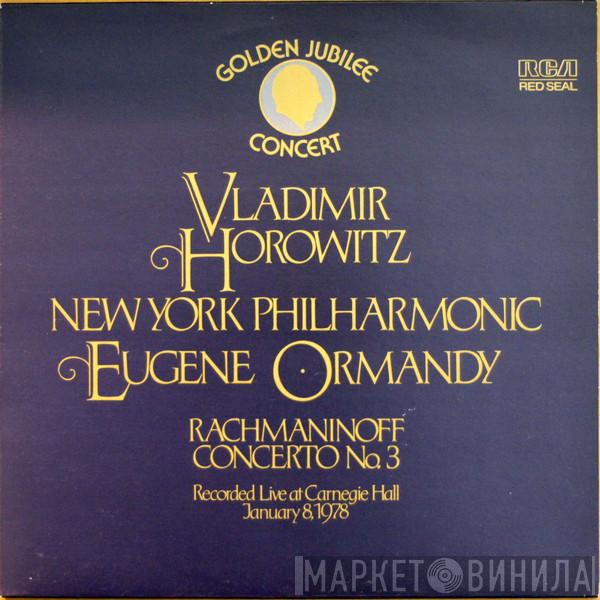 GOLDEN JUBILEE
CONCERT
RCA
RED SEAL
VLADIMIR
HOROWITZ
NEW YORK PHILHARMONIC
EUGENE ORMANDY
RACHMANINOFF
CONCERTO No. 3
Recorded Live at Carnegie Hall
January 8, 1978
МАРКЕТ ВИНИЛА